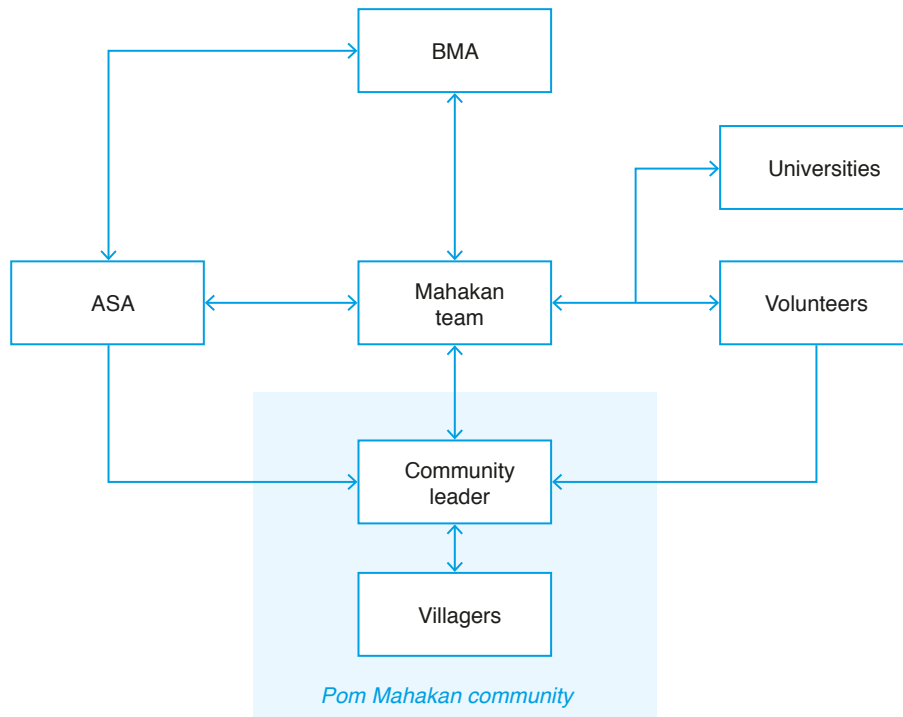 BMA
Universities
ASA
Mahakan
team
Volunteers
Community
leader
Villagers
Pom Mahakan community